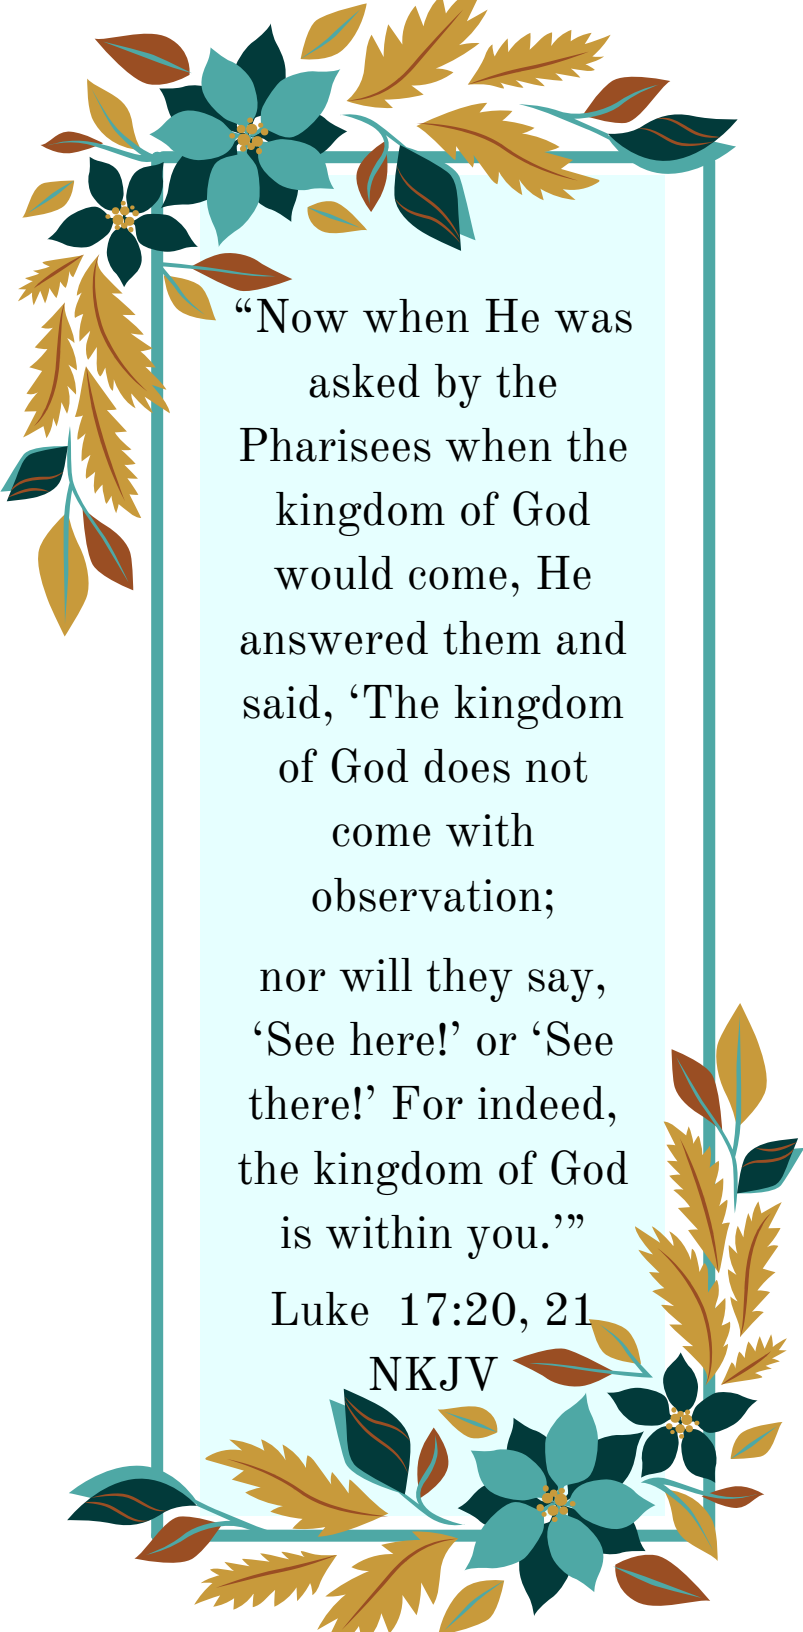 “Now when He was
asked by the
Pharisees when the
kingdom of God
would come, He
answered them and
said, ‘The kingdom
of God does not
come with
observation;
nor will they say,
‘See here!’ or ‘See
there!’ For indeed,
the kingdom of God
is within you.’”
Luke  17:20, 21
NKJV